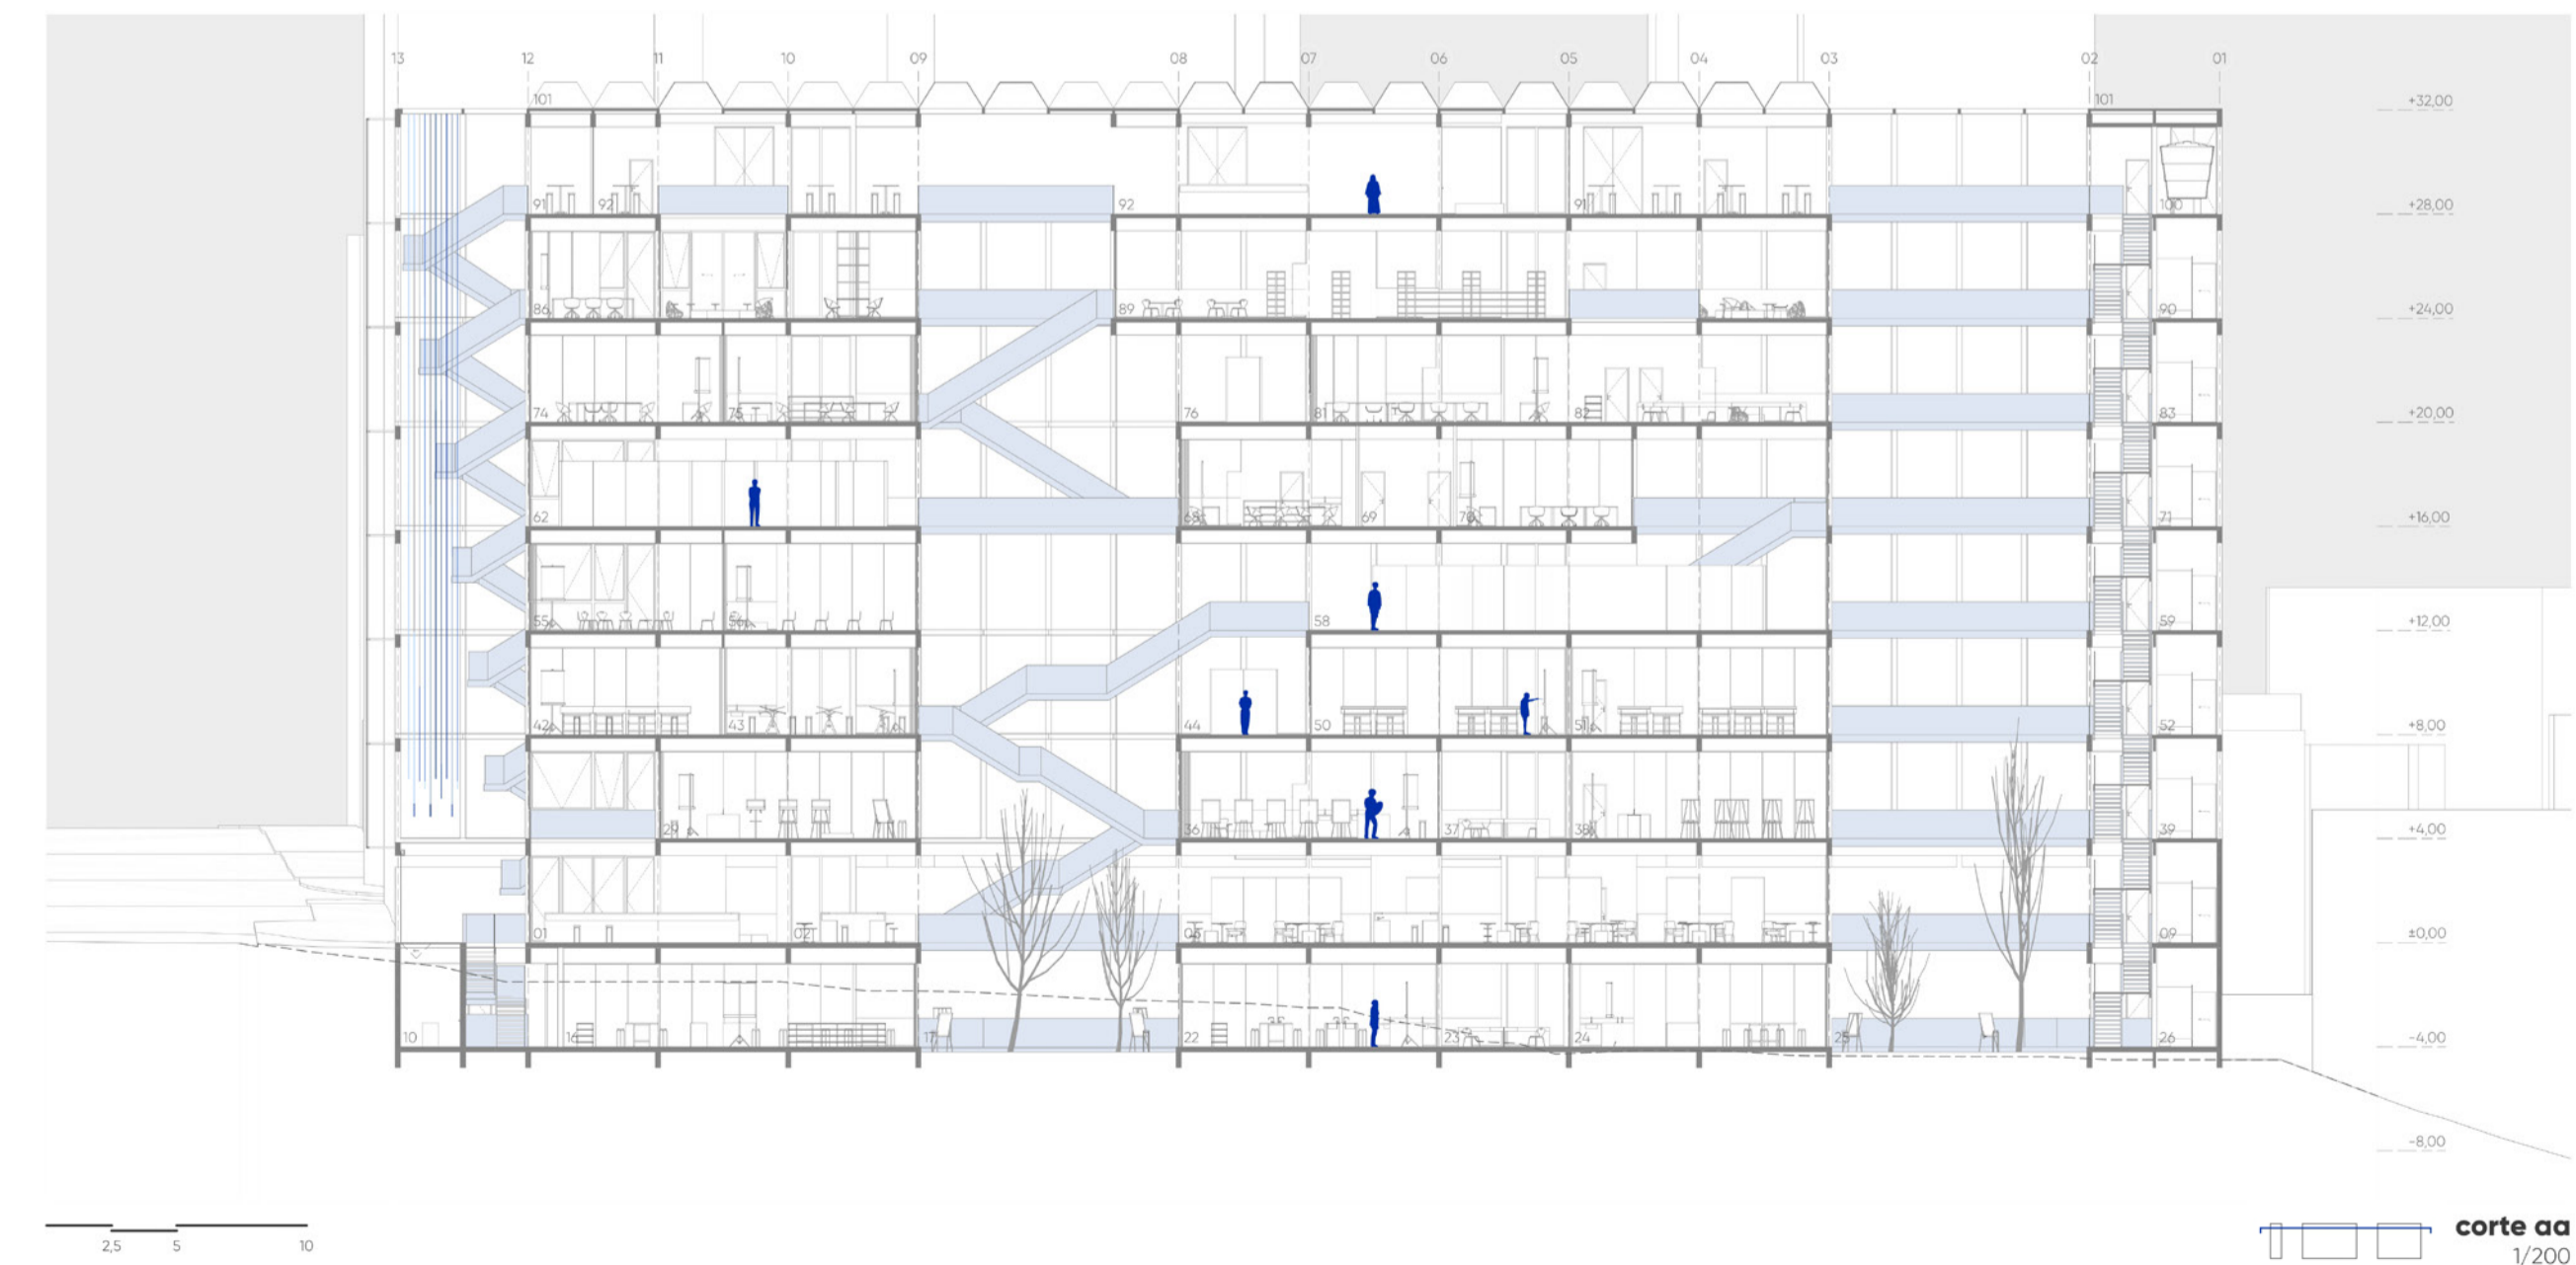 13 12 11 10 09 08 07 06 05 04 03 02 01
101 101 +32,00
91 92 92 91 100 +28,00
86 89 90 +24,00
74 75 76 81 82 83 +20,00
62 68 69 70 71 +16,00
55 56 58 59 +12,00
42 43 44 50 51 52 +8,00
29 36 37 38 39 +4,00
01 02 03 09 ±0,00
10 16 17 22 23 24 25 26 −4,00
−8,00
2,5 5 10
corte aa
1/200